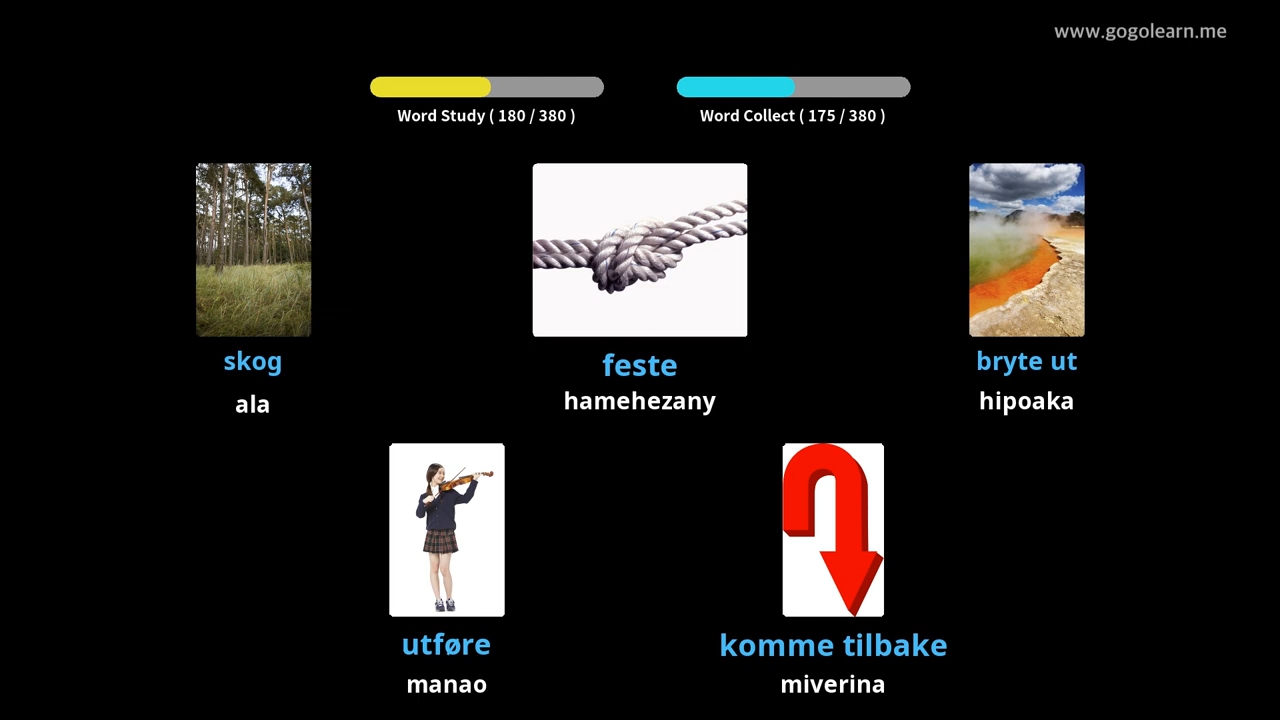 www.gogolearn.me
Word Study ( 180 / 380 )
Word Collect ( 175 / 380 )
skog
ala
feste
hamehezany
bryte ut
hipoaka
utføre
manao
komme tilbake
miverina